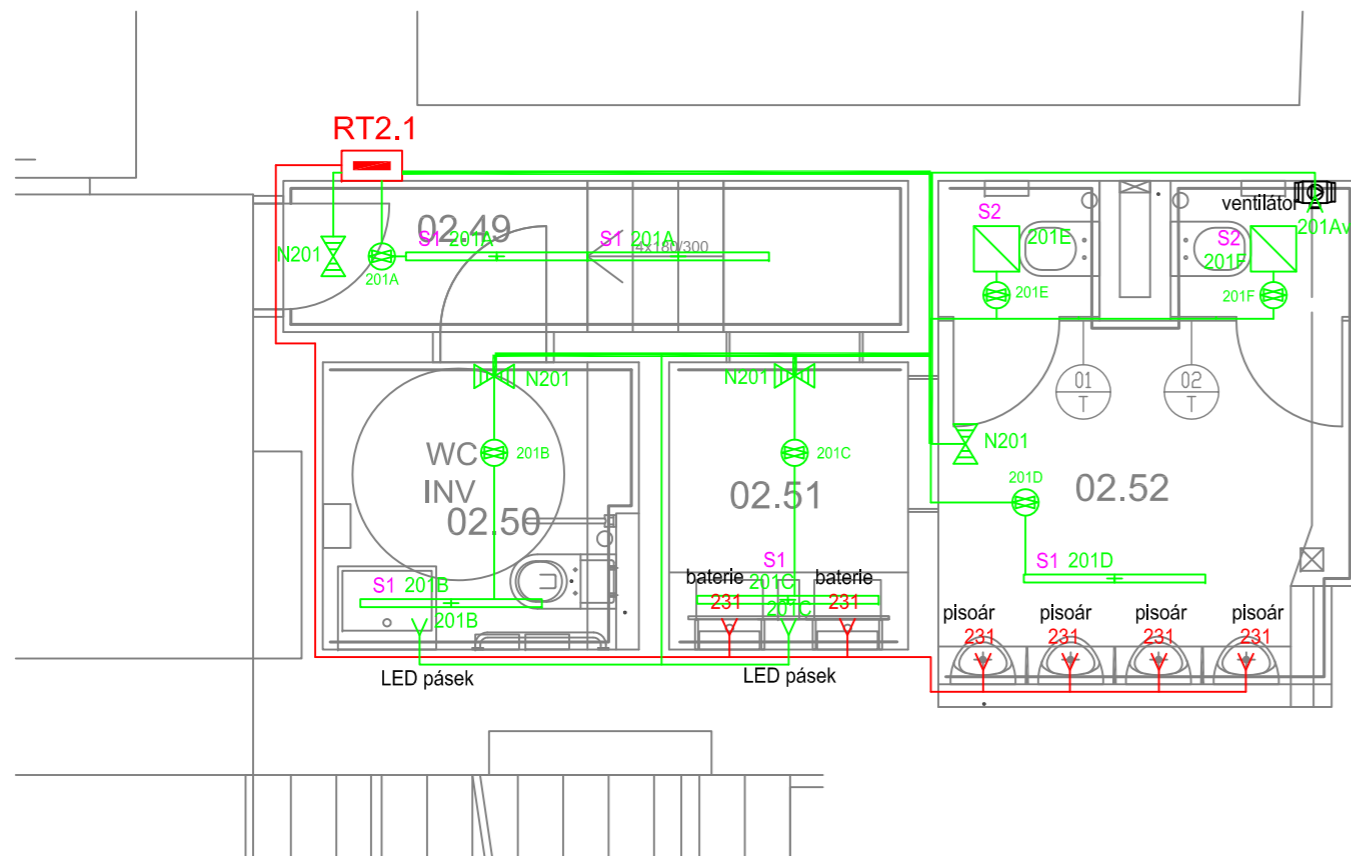 RT2.1
02.49
S1 201A
S1 201A
4x180/300
N201
201A
S2
201E
201E
ventilátor
S2
201F
201Av
201F
N201
N201
WC
INV
02.50
201B
201C
02.51
N201
201D
02.52
01
T
02
T
S1 201B
201B
S1
baterie
baterie
201C
231
201C
231
S1 201D
pisoár
pisoár
pisoár
pisoár
231
231
231
231
LED pásek
LED pásek